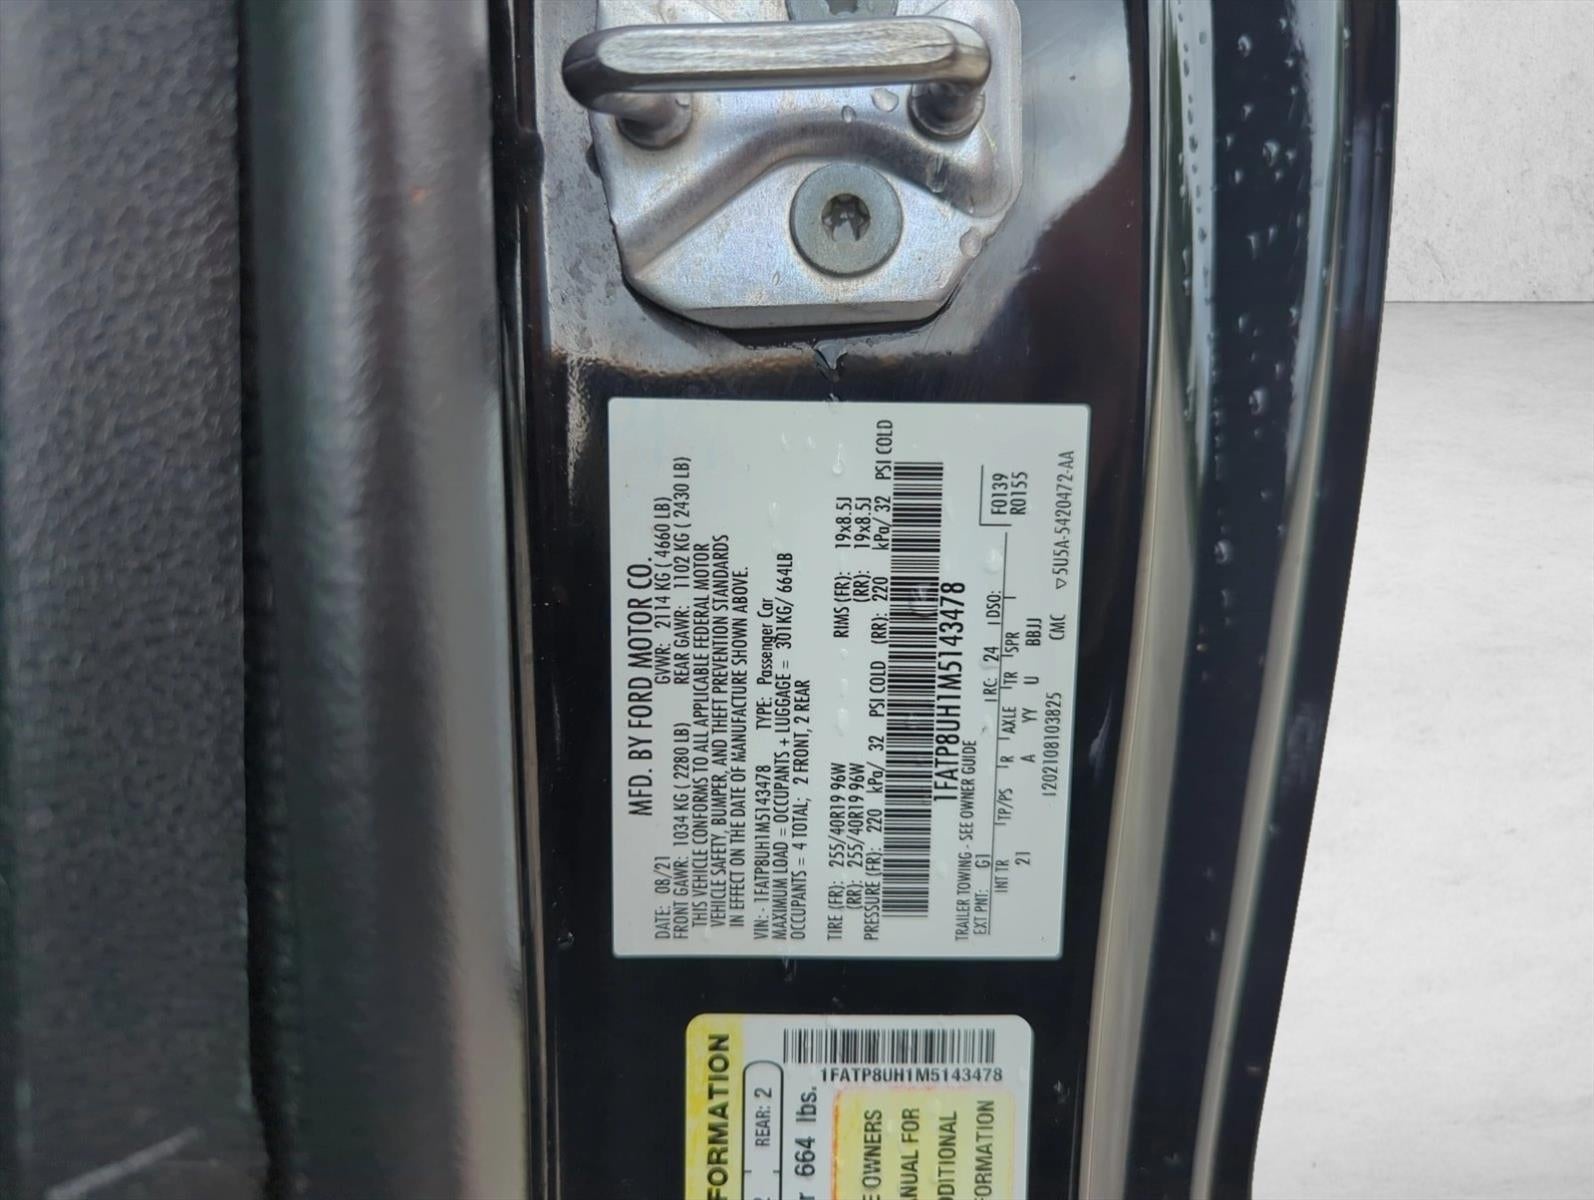 MFD. BY FORD MOTOR CO.
DATE: 08/21 GVWR: 2114 KG ( 4660 LB)
FRONT GAWR: 1034 KG ( 2280 LB) REAR GAWR: 1102 KG ( 2430 LB)
THIS VEHICLE CONFORMS TO ALL APPLICABLE FEDERAL MOTOR
VEHICLE SAFETY, BUMPER, AND THEFT PREVENTION STANDARDS
IN EFFECT ON THE DATE OF MANUFACTURE SHOWN ABOVE.
VIN:- 1FATP8UH1M5143478 TYPE: Passenger Car
MAXIMUM LOAD = OCCUPANTS + LUGGAGE = 301KG/ 664LB
OCCUPANTS = 4 TOTAL; 2 FRONT, 2 REAR
TIRE (FR): 255/40R19 96W RIMS (FR): 19x8.5J
(RR): 255/40R19 96W (RR): 19x8.5J
PRESSURE (FR): 220 kPa/ 32 PSI COLD (RR): 220 kPa/ 32 PSI COLD
1FATP8UH1M5143478
TRAILER TOWING - SEE OWNER GUIDE
EXT PNT: G1 RC: 24 DSO: F0139
R0155
INT TR TP/PS R AXLE TR SPR
21 A YY U BBJJ
1202108103825 CMC ▽5U5A-5420472-AA
FORMATION
REAR: 2
r 664 lbs.
1FATP8UH1M5143478
E OWNERS
ANUAL FOR
DDITIONAL
FORMATION